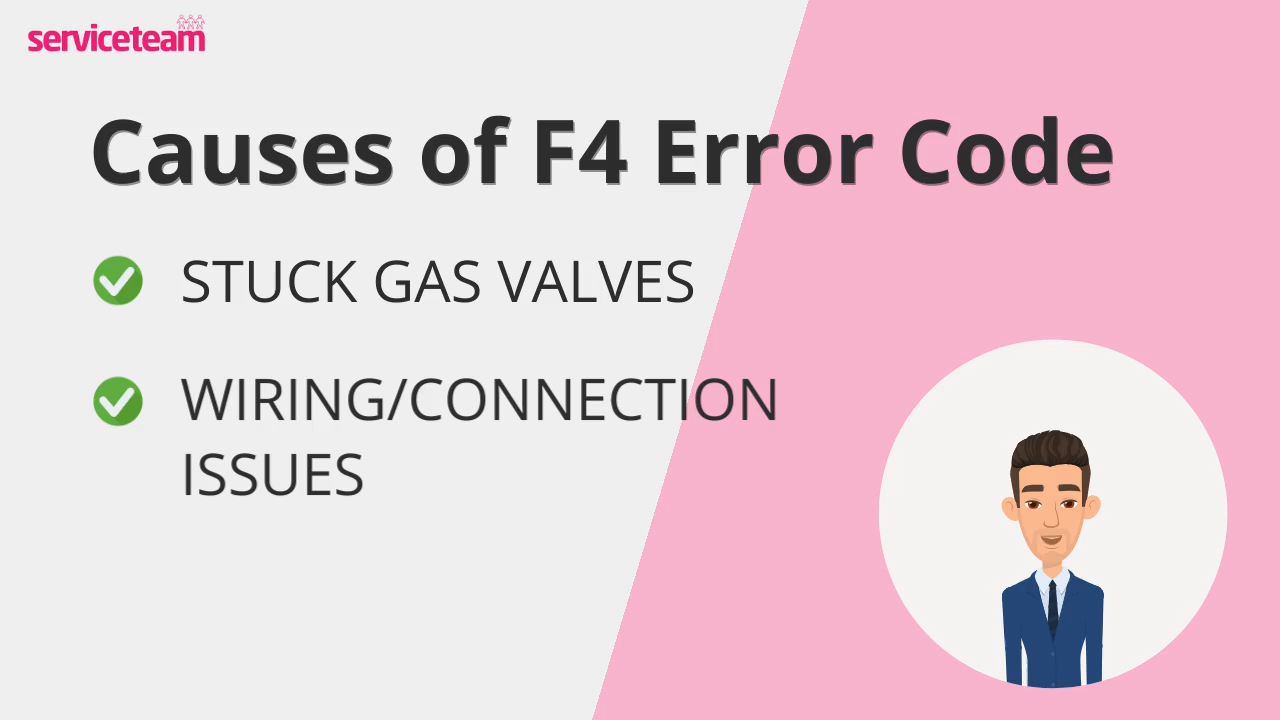 serviceteam
Causes of F4 Error Code
STUCK GAS VALVES
WIRING/CONNECTION
ISSUES